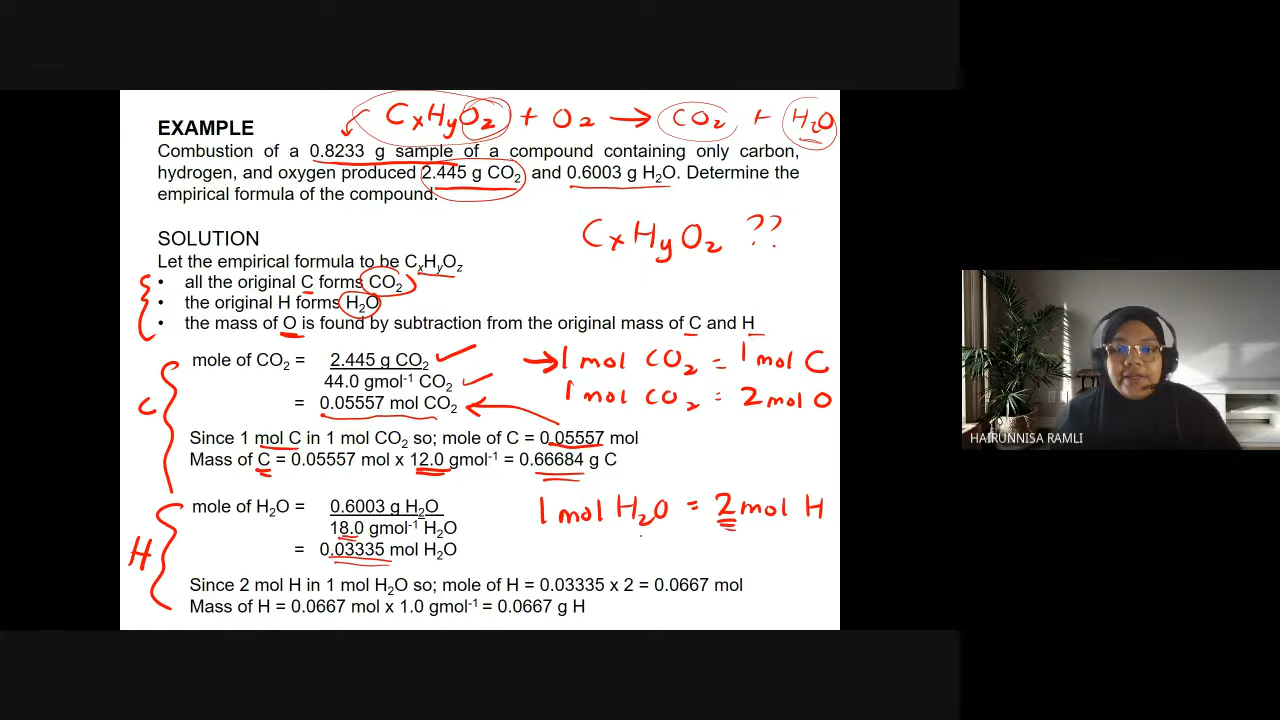 CxHyO2 + O2 → CO2 + H2O
EXAMPLE
Combustion of a 0.8233 g sample of a compound containing only carbon,
hydrogen, and oxygen produced 2.445 g CO₂ and 0.6003 g H₂O. Determine the
empirical formula of the compound.
CxHyO2 ??
SOLUTION
Let the empirical formula to be CₓHyOz
• all the original C forms CO₂
• the original H forms H₂O
• the mass of O is found by subtraction from the original mass of C and H
mole of CO₂ = 2.445 g CO₂
44.0 gmol⁻¹ CO₂
= 0.05557 mol CO₂
→ 1 mol CO2 = 1 mol C
1 mol CO2 = 2 mol O
C
Since 1 mol C in 1 mol CO₂ so; mole of C = 0.05557 mol
Mass of C = 0.05557 mol x 12.0 gmol⁻¹ = 0.66684 g C
mole of H₂O = 0.6003 g H₂O
18.0 gmol⁻¹ H₂O
= 0.03335 mol H₂O
1 mol H2O = 2 mol H
H
Since 2 mol H in 1 mol H₂O so; mole of H = 0.03335 x 2 = 0.0667 mol
Mass of H = 0.0667 mol x 1.0 gmol⁻¹ = 0.0667 g H
HAIRUNNISA RAMLI